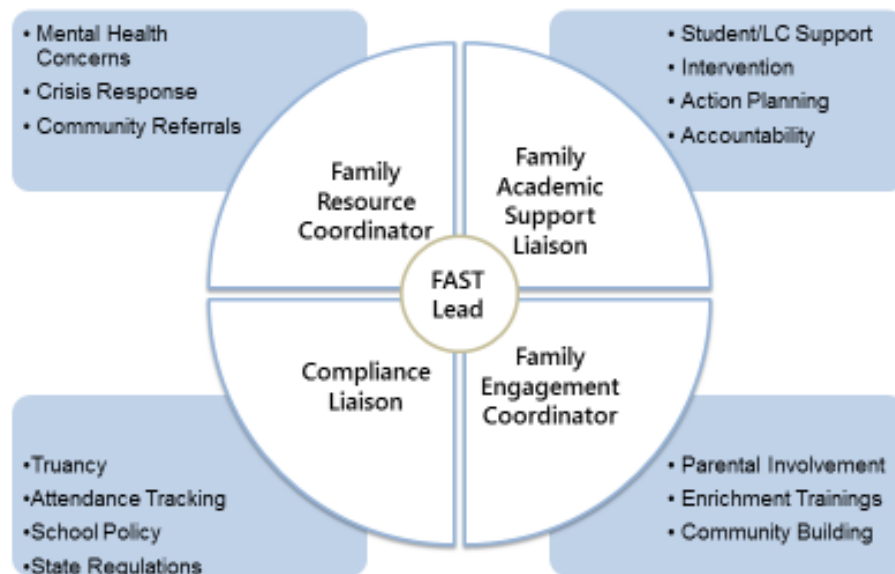 • Mental Health
Concerns
• Crisis Response
• Community Referrals
• Student/LC Support
• Intervention
• Action Planning
• Accountability
Family
Resource
Coordinator
Family
Academic
Support
Liaison
FAST
Lead
Compliance
Liaison
Family
Engagement
Coordinator
•Truancy
•Attendance Tracking
•School Policy
•State Regulations
• Parental Involvement
• Enrichment Trainings
• Community Building